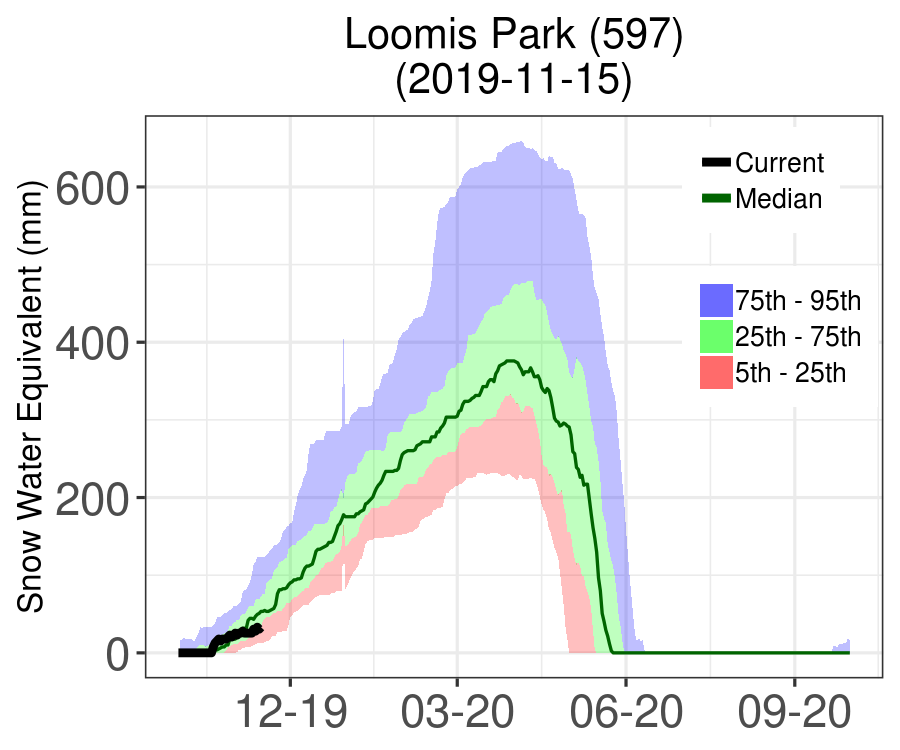 Loomis Park (597)
(2019-11-15)
Snow Water Equivalent (mm)
600
400
200
0
12-19
03-20
06-20
09-20
Current
Median
75th - 95th
25th - 75th
5th - 25th